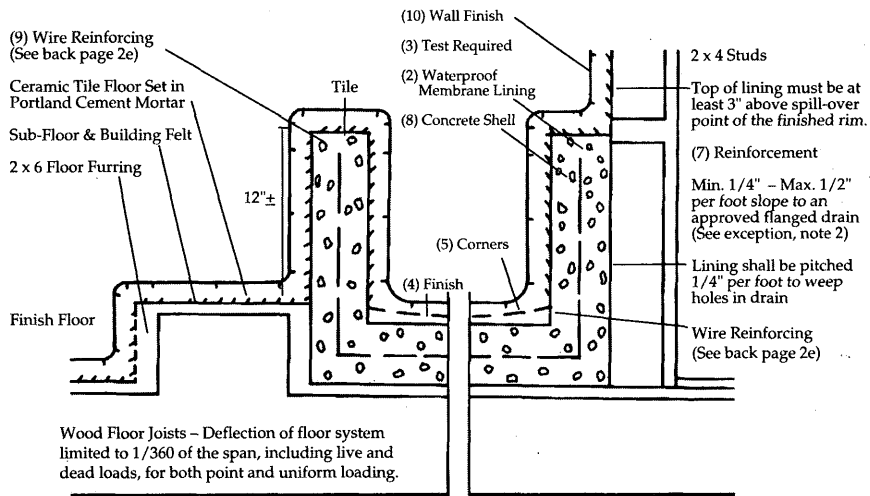 (9) Wire Reinforcing
(See back page 2e)
Ceramic Tile Floor Set in
Portland Cement Mortar
Sub-Floor & Building Felt
2 x 6 Floor Furring
Finish Floor
12"±
Tile
(10) Wall Finish
(3) Test Required
(2) Waterproof
Membrane Lining
(8) Concrete Shell
(5) Corners
(4) Finish
2 x 4 Studs
Top of lining must be at
least 3" above spill-over
point of the finished rim.
(7) Reinforcement
Min. 1/4" – Max. 1/2"
per foot slope to an
approved flanged drain
(See exception, note 2)
Lining shall be pitched
1/4" per foot to weep
holes in drain
Wire Reinforcing
(See back page 2e)
Wood Floor Joists – Deflection of floor system
limited to 1/360 of the span, including live and
dead loads, for both point and uniform loading.